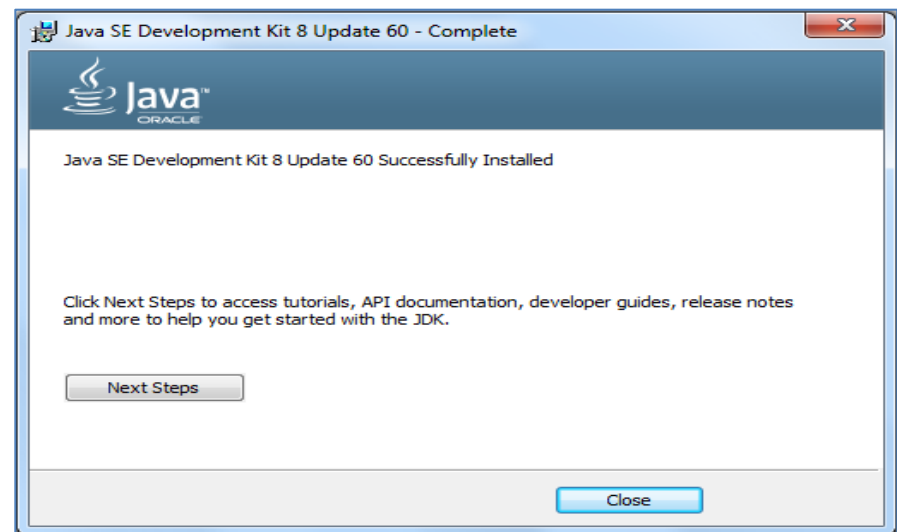 Java SE Development Kit 8 Update 60 - Complete
Java™
ORACLE
Java SE Development Kit 8 Update 60 Successfully Installed
Click Next Steps to access tutorials, API documentation, developer guides, release notes
and more to help you get started with the JDK.
Next Steps
Close